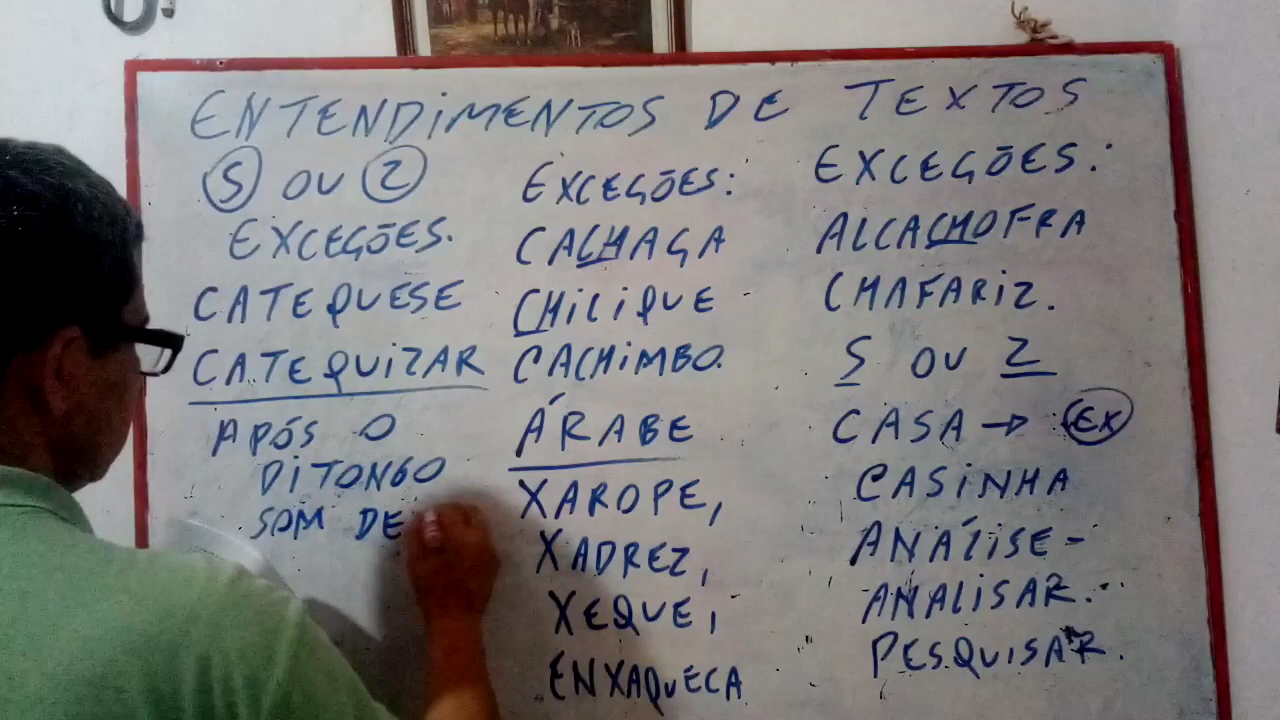 ENTENDIMENTOS DE TEXTOS
S OU Z
EXCEÇÕES.
CATEQUESE
CATEQUIZAR
APÓS O
DITONGO
SOM DE
EXCEÇÕES:
CACHAÇA
CHILIQUE
CACHIMBO.
ÁRABE
XAROPE,
XADREZ,
XEQUE,
ENXAQUECA
EXCEÇÕES:
ALCACHOFRA
CHAFARIZ.
S OU Z
CASA → EX
CASINHA
ANÁLISE-
ANALISAR...
PESQUISAR.